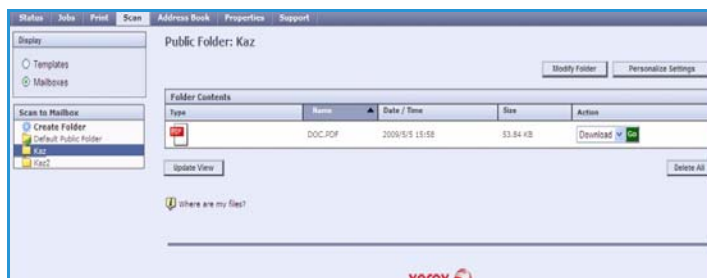 Status Jobs Print Scan Address Book Properties Support
Display
Templates
Mailboxes
Scan to Mailbox
Create Folder
Default Public Folder
Kaz
Kaz2
Public Folder: Kaz
Modify Folder Personalize Settings
Folder Contents
Type Name Date / Time Size Action
DOC.PDF 2009/5/5 15:58 53.84 KB Download Go
Update View Delete All
Where are my files?
xerox